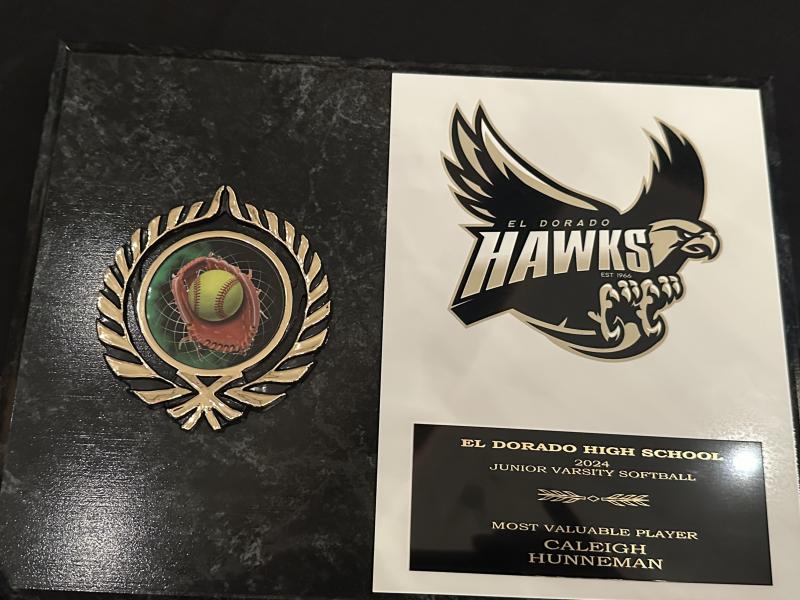 EL DORADO
HAWKS
EST 1966
EL DORADO HIGH SCHOOL
2024
JUNIOR VARSITY SOFTBALL
MOST VALUABLE PLAYER
CALEIGH
HUNNEMAN